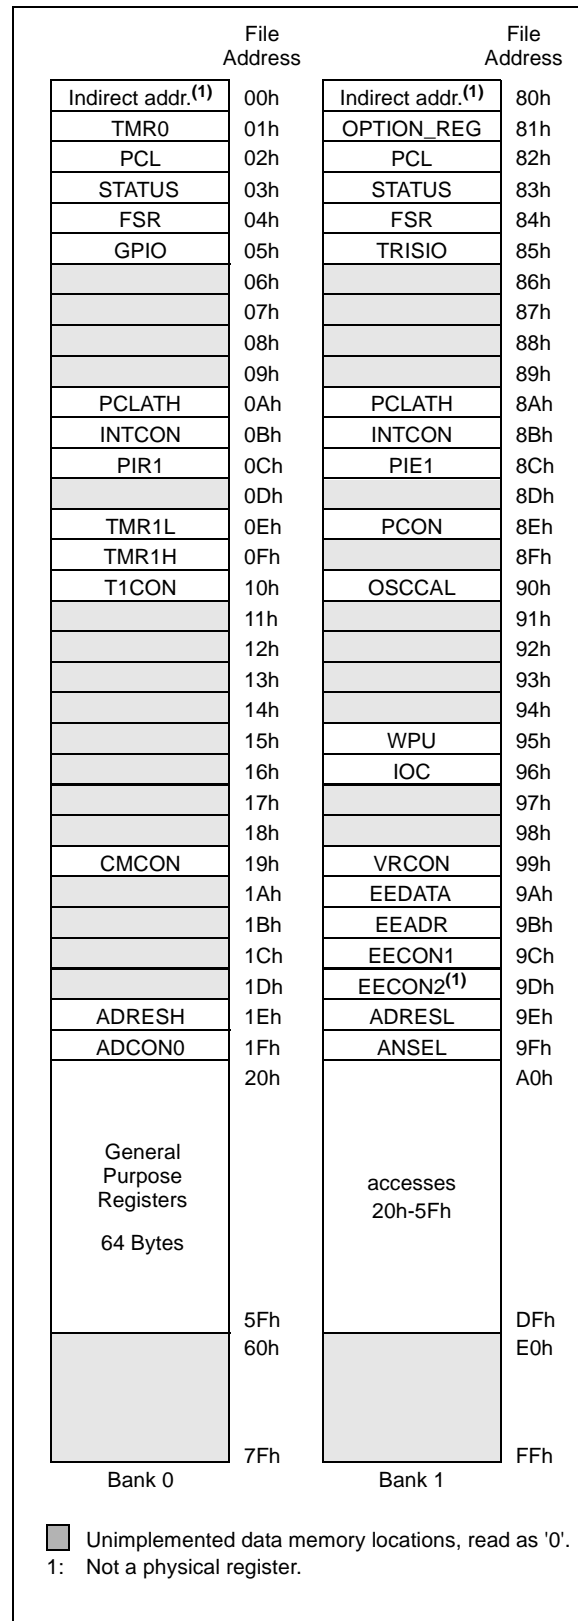 File Address File Address
Indirect addr.(1) 00h Indirect addr.(1) 80h
TMR0 01h OPTION_REG 81h
PCL 02h PCL 82h
STATUS 03h STATUS 83h
FSR 04h FSR 84h
GPIO 05h TRISIO 85h
06h 86h
07h 87h
08h 88h
09h 89h
PCLATH 0Ah PCLATH 8Ah
INTCON 0Bh INTCON 8Bh
PIR1 0Ch PIE1 8Ch
0Dh 8Dh
TMR1L 0Eh PCON 8Eh
TMR1H 0Fh 8Fh
T1CON 10h OSCCAL 90h
11h 91h
12h 92h
13h 93h
14h 94h
15h WPU 95h
16h IOC 96h
17h 97h
18h 98h
CMCON 19h VRCON 99h
1Ah EEDATA 9Ah
1Bh EEADR 9Bh
1Ch EECON1 9Ch
1Dh EECON2(1) 9Dh
ADRESH 1Eh ADRESL 9Eh
ADCON0 1Fh ANSEL 9Fh
20h A0h
General
Purpose
Registers
64 Bytes
accesses
20h-5Fh
5Fh DFh
60h E0h
7Fh FFh
Bank 0 Bank 1
Unimplemented data memory locations, read as '0'.
1: Not a physical register.